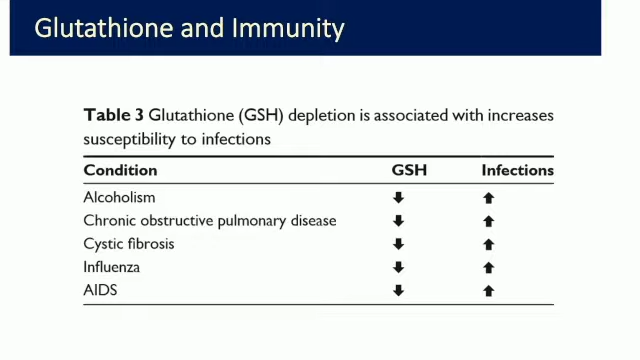 Glutathione and Immunity
Table 3 Glutathione (GSH) depletion is associated with increases
susceptibility to infections
Condition GSH Infections
Alcoholism ⬇ ⬆
Chronic obstructive pulmonary disease ⬇ ⬆
Cystic fibrosis ⬇ ⬆
Influenza ⬇ ⬆
AIDS ⬇ ⬆